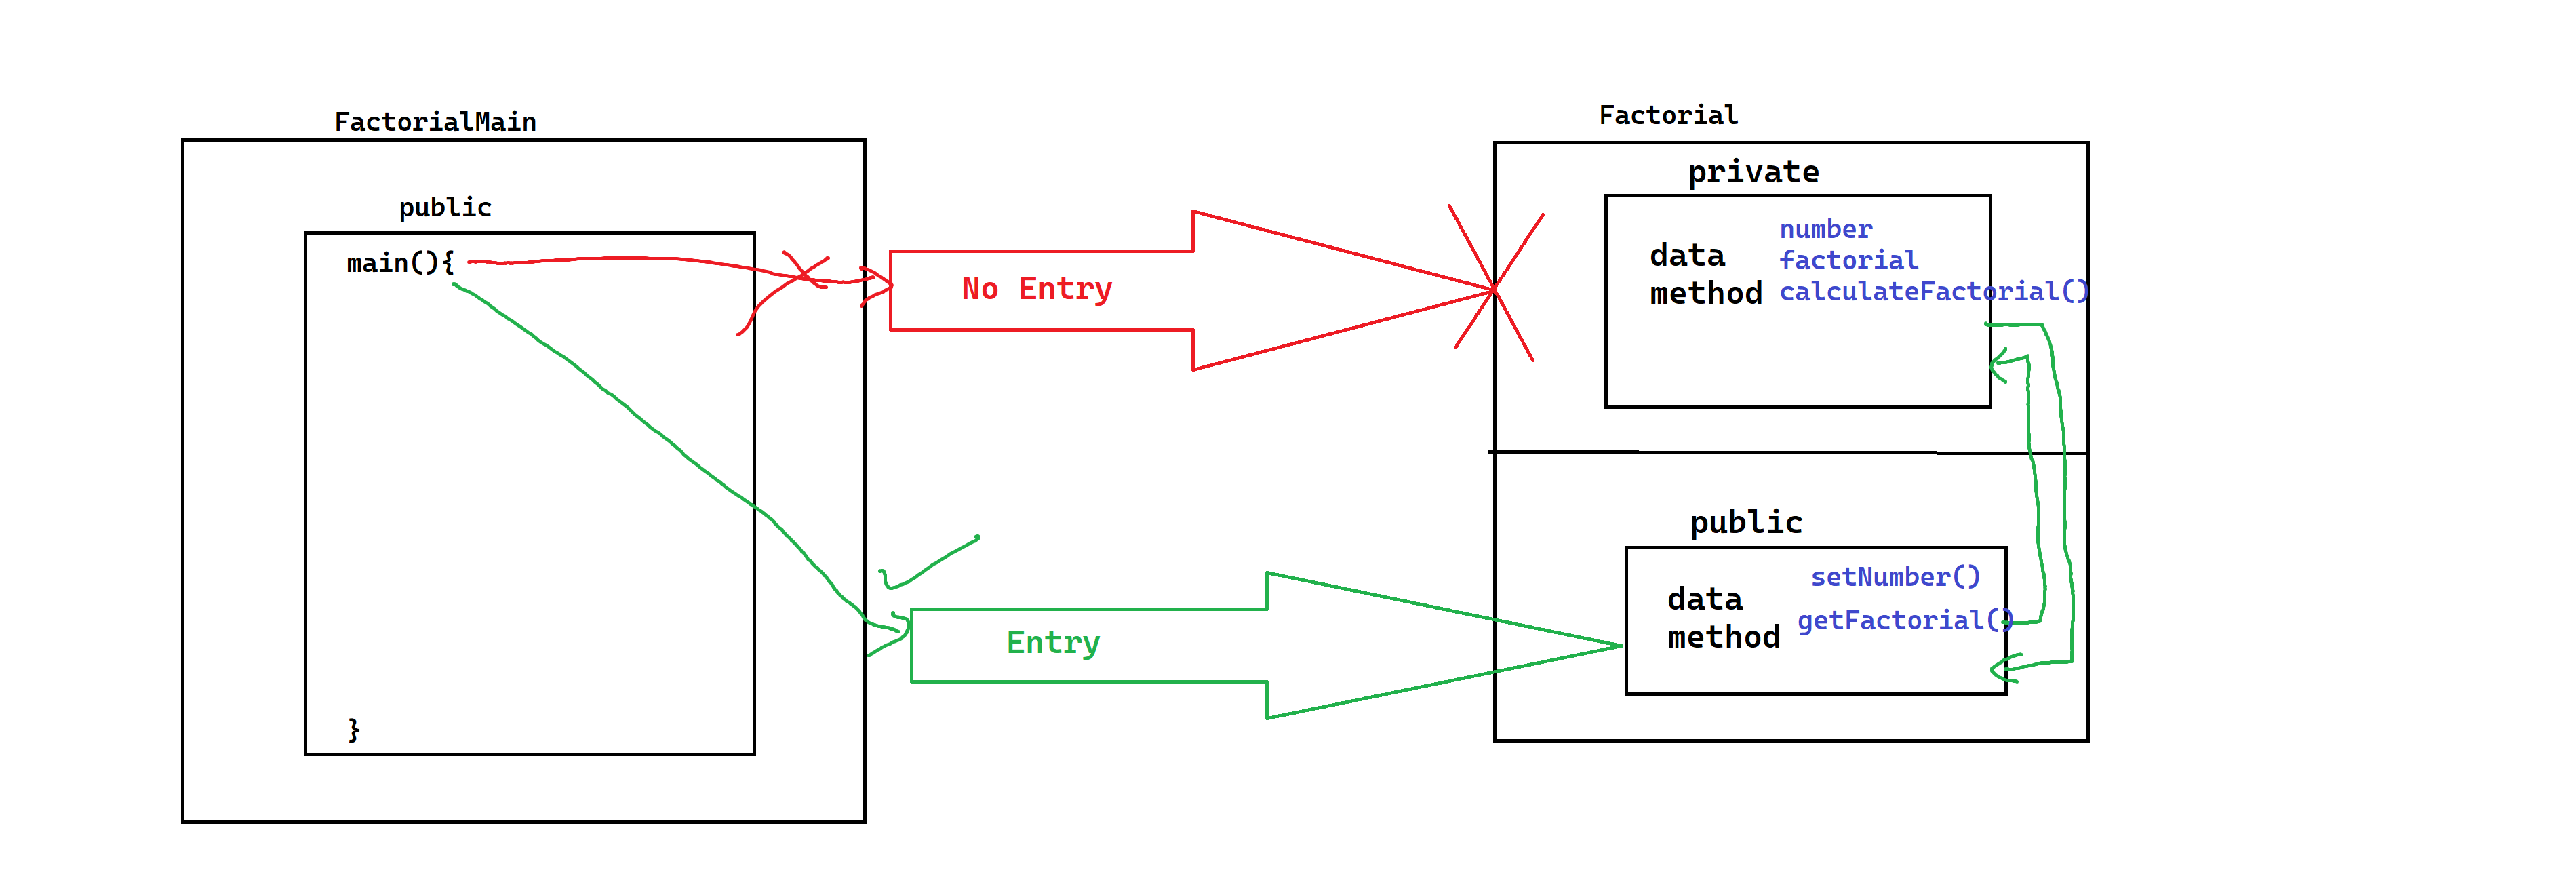 FactorialMain
public
main(){
}
No Entry
Entry
Factorial
private
data
method
number
factorial
calculateFactorial()
public
data
method
setNumber()
getFactorial()